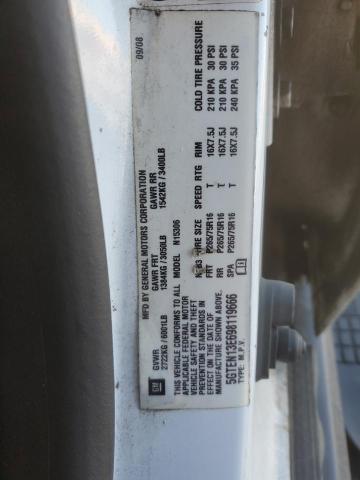 MFD BY GENERAL MOTORS CORPORATION
09/08
GVWR GAWR FRT GAWR RR
2722KG/6001LB 1384KG/3050LB 1542KG/3400LB
GM
THIS VEHICLE CONFORMS TO ALL
APPLICABLE FEDERAL MOTOR
VEHICLE SAFETY AND THEFT
PREVENTION STANDARDS IN
EFFECT ON THE DATE OF
MANUFACTURE SHOWN ABOVE.
5GTEN13E698119666
TYPE: M.P.V.
MODEL N15306
TIRE SIZE SPEED RTG RIM COLD TIRE PRESSURE
FRT P265/75R16 T 16X7.5J 210 KPA 30 PSI
RR P265/75R16 T 16X7.5J 210 KPA 30 PSI
SPA P265/75R16 T 16X7.5J 240 KPA 35 PSI